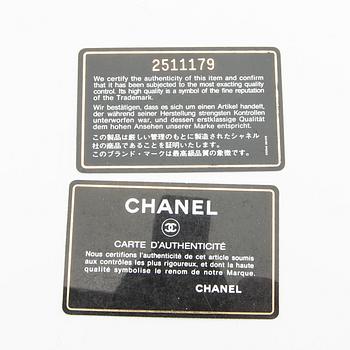 2511179
We certify the authenticity of this item and confirm
that it has been subjected to the most exacting quality
control. Its high quality is a symbol of the fine reputation
of the Trademark.
Wir bestätigen, dass es sich um einen Artikel handelt,
der während seiner Herstellung strengsten Kontrollen
unterworfen war, und dessen erstklassige Qualität
dem hohen Ansehen unserer Marke entspricht.
この製品は厳しい管理のもとに製造されたシャネル
社の商品であることを証明いたします。
このブランド・マークは最高級品質の象徴です。
CHANEL
CARTE D'AUTHENTICITÉ
Nous certifions l'authenticité de cet article soumis
aux contrôles les plus rigoureux, et dont la haute
qualité symbolise le renom de notre Marque.
CHANEL